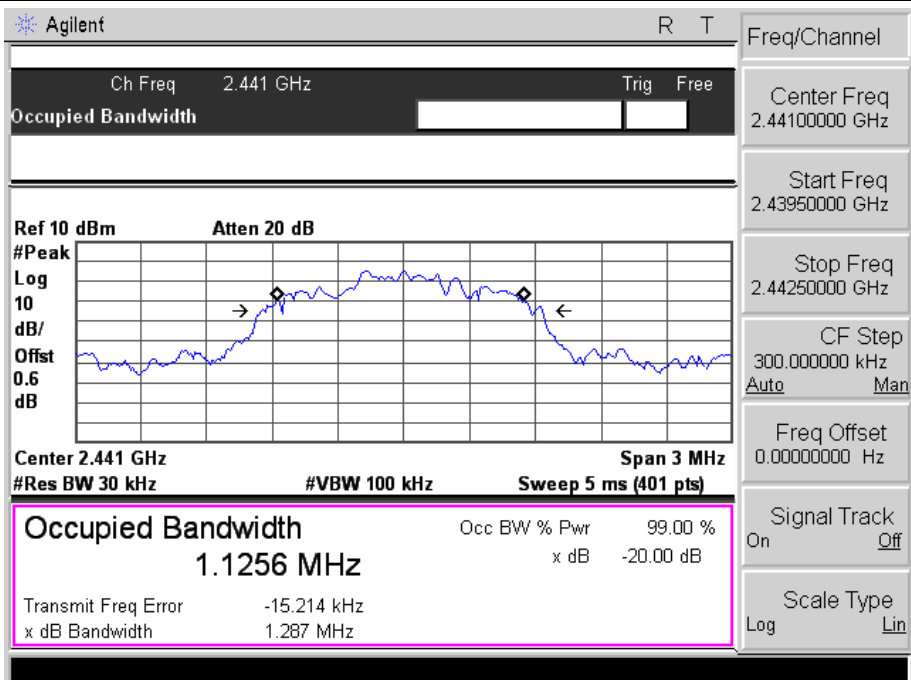 Agilent R T
Ch Freq 2.441 GHz Trig Free
Occupied Bandwidth
Ref 10 dBm Atten 20 dB
#Peak
Log
10
dB/
Offst
0.6
dB
Center 2.441 GHz Span 3 MHz
#Res BW 30 kHz #VBW 100 kHz Sweep 5 ms (401 pts)
Occupied Bandwidth Occ BW % Pwr 99.00 %
1.1256 MHz x dB -20.00 dB
Transmit Freq Error -15.214 kHz
x dB Bandwidth 1.287 MHz
Freq/Channel
Center Freq
2.44100000 GHz
Start Freq
2.43950000 GHz
Stop Freq
2.44250000 GHz
CF Step
300.000000 kHz
Auto Man
Freq Offset
0.00000000 Hz
Signal Track
On Off
Scale Type
Log Lin